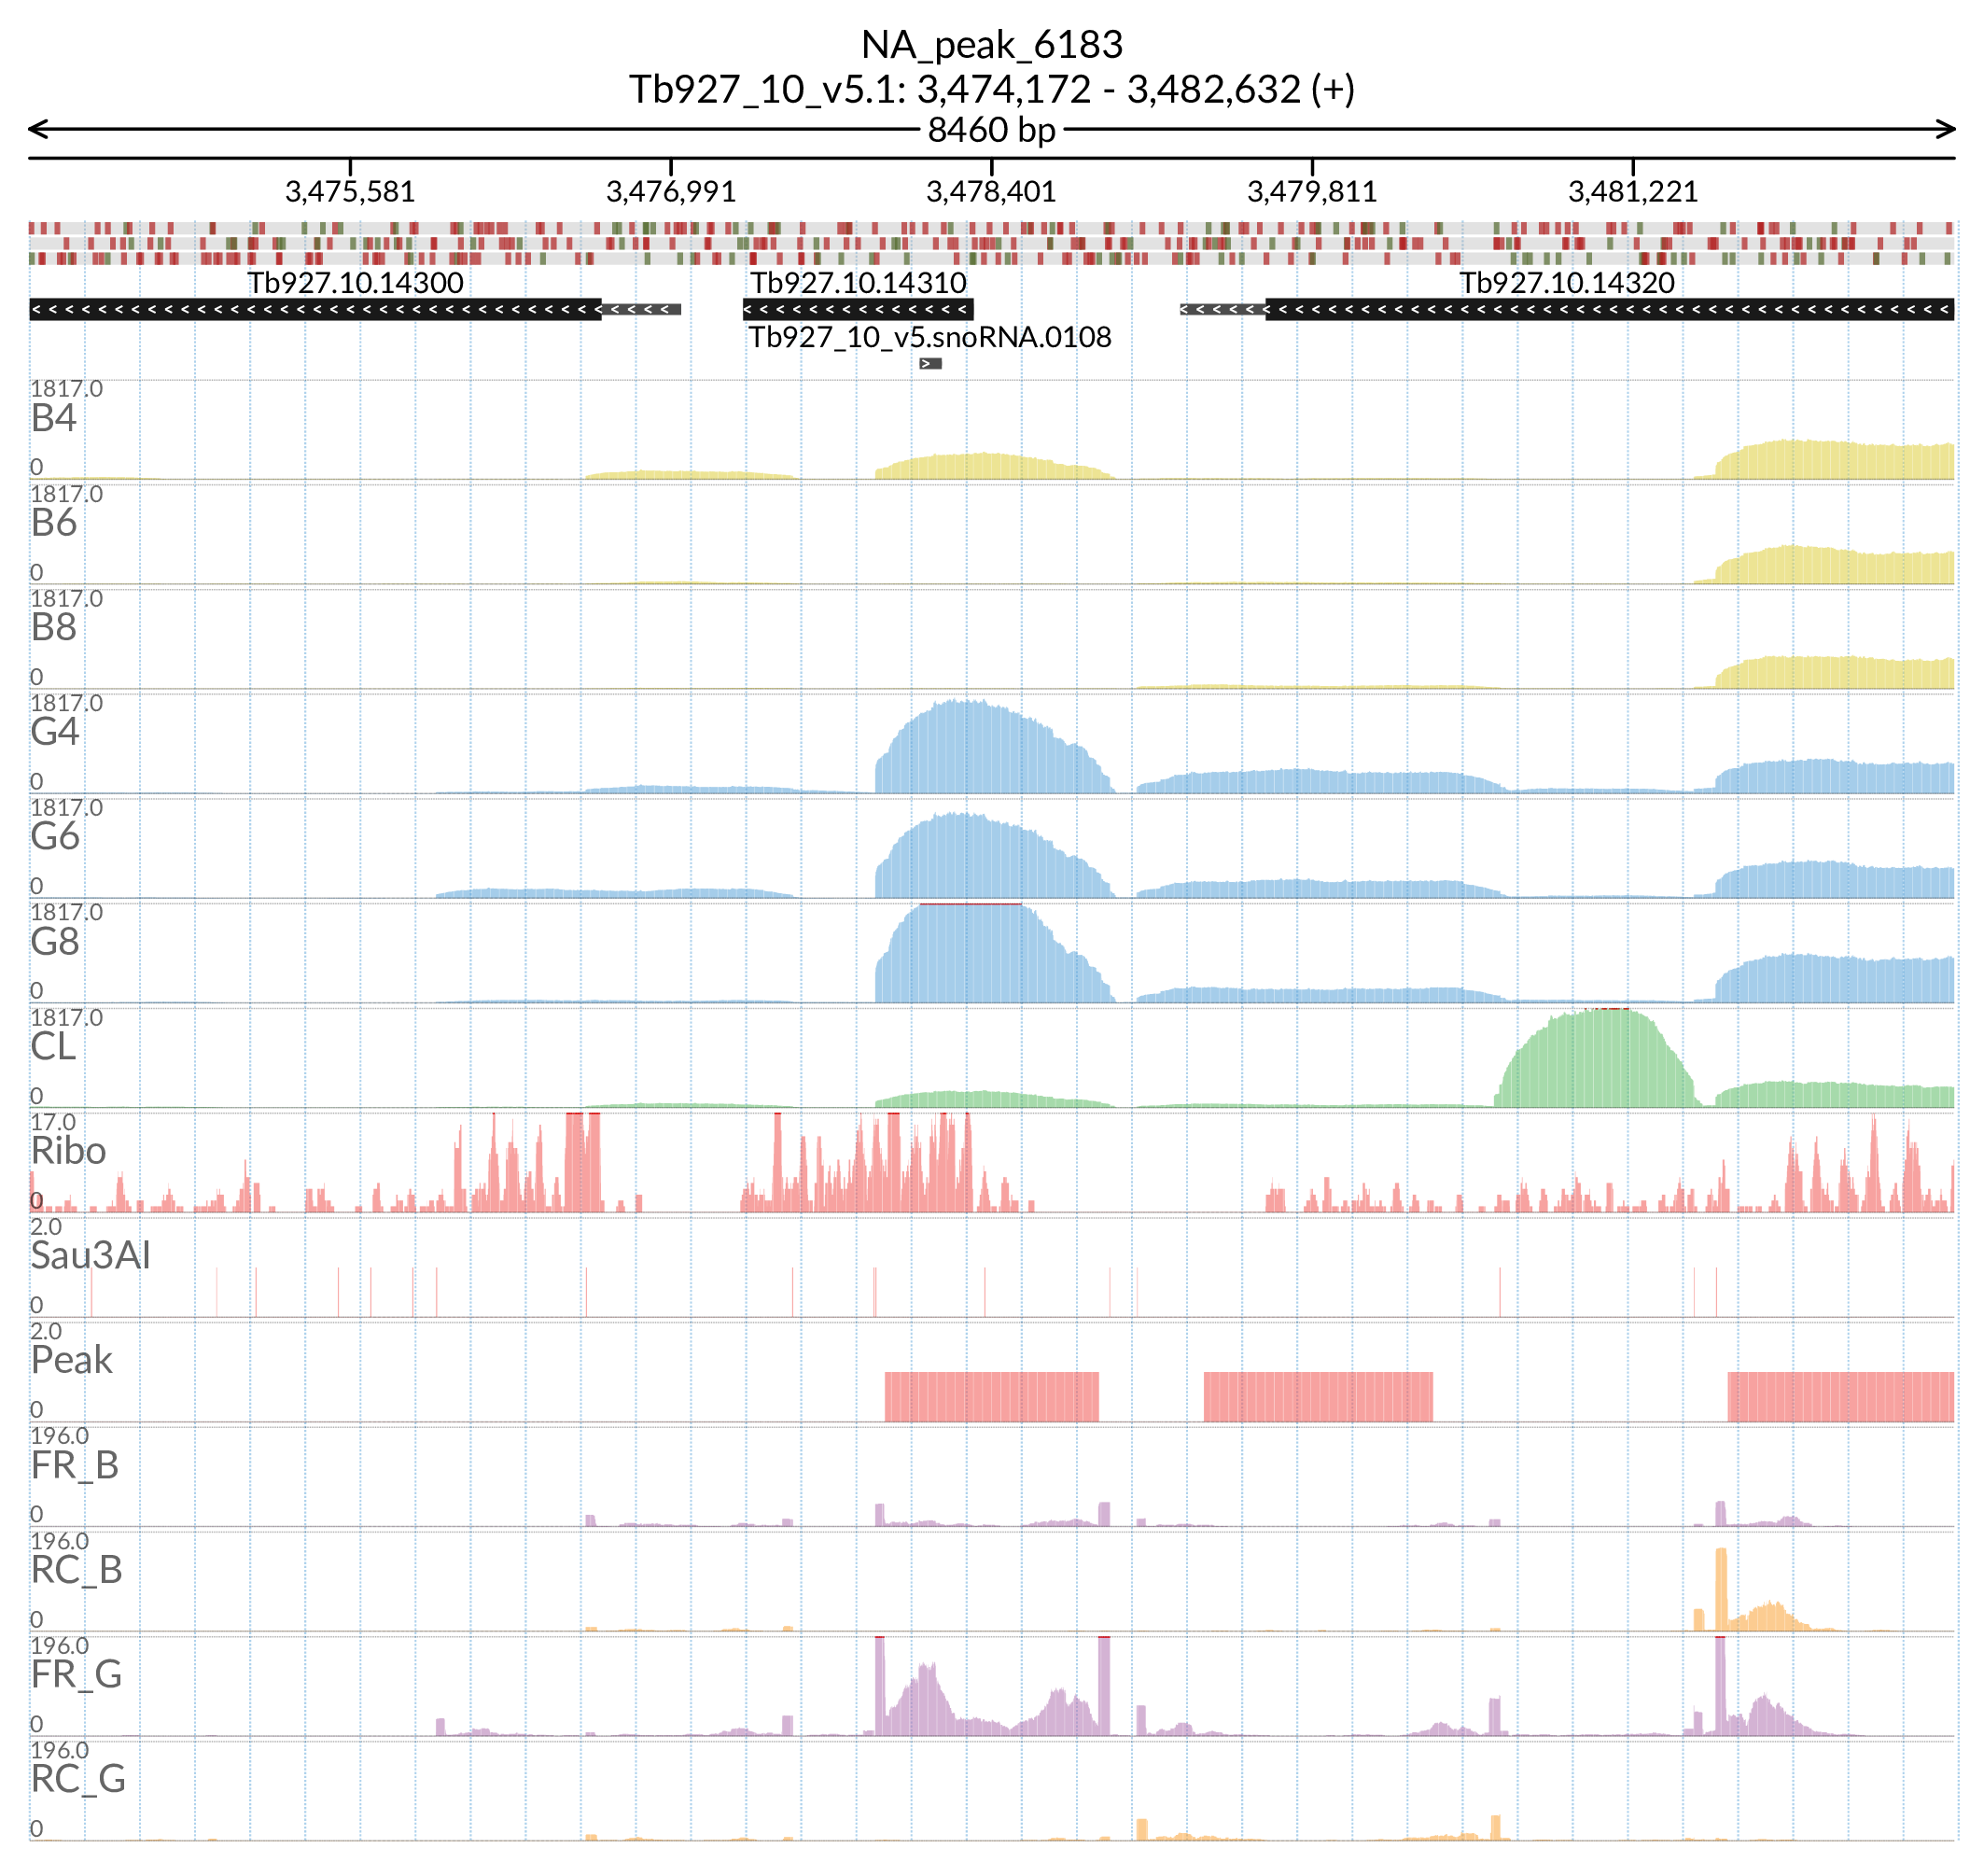 NA_peak_6183
Tb927_10_v5.1: 3,474,172 - 3,482,632 (+)
8460 bp
3,475,581 3,476,991 3,478,401 3,479,811 3,481,221
Tb927.10.14300 Tb927.10.14310 Tb927.10.14320
Tb927_10_v5.snoRNA.0108
1817.0
B4
0
1817.0
B6
0
1817.0
B8
0
1817.0
G4
0
1817.0
G6
0
1817.0
G8
0
1817.0
CL
0
17.0
Ribo
0
2.0
Sau3AI
0
2.0
Peak
0
196.0
FR_B
0
196.0
RC_B
0
196.0
FR_G
0
196.0
RC_G
0